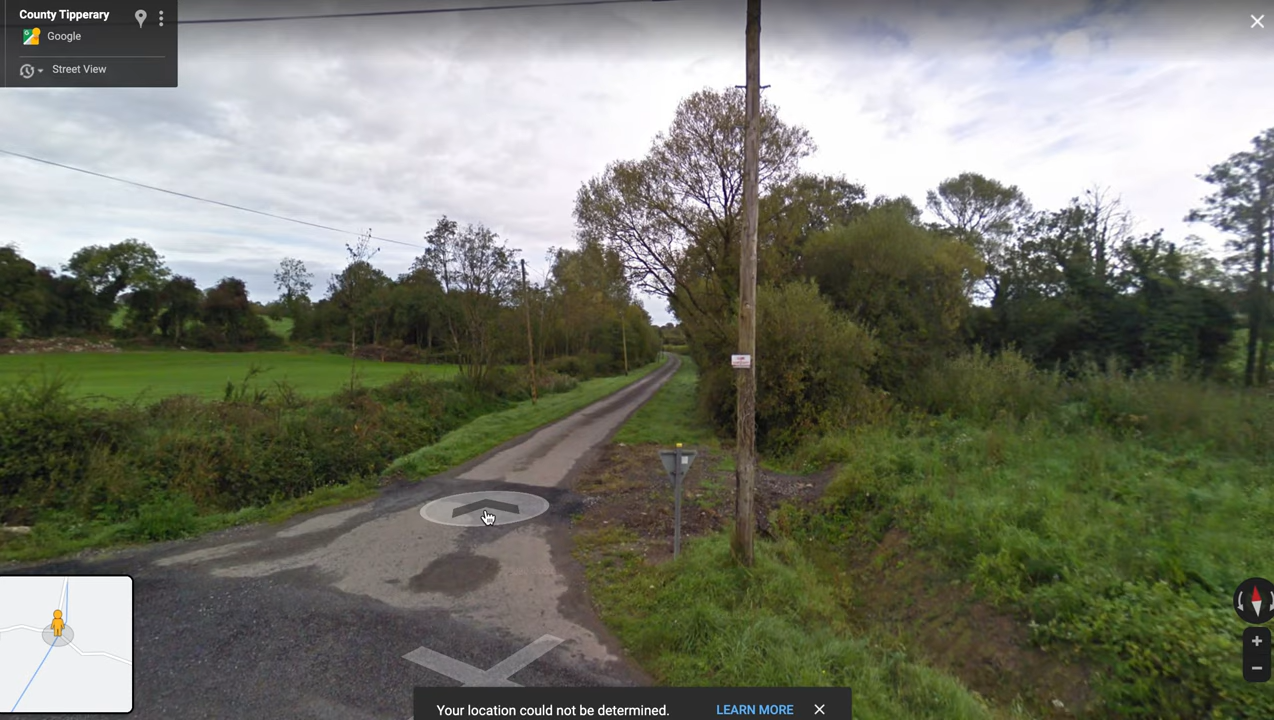 County Tipperary
Google
Street View
Your location could not be determined.
LEARN MORE